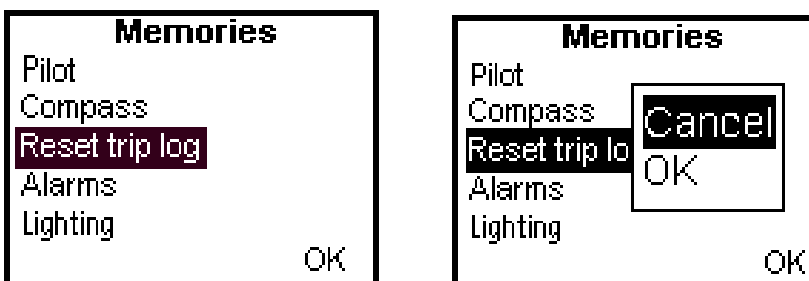 Memories
Pilot
Compass
Reset trip log
Alarms
Lighting
OK
Memories
Pilot
Compass
Reset trip lo
Alarms
Lighting
Cancel
OK
OK